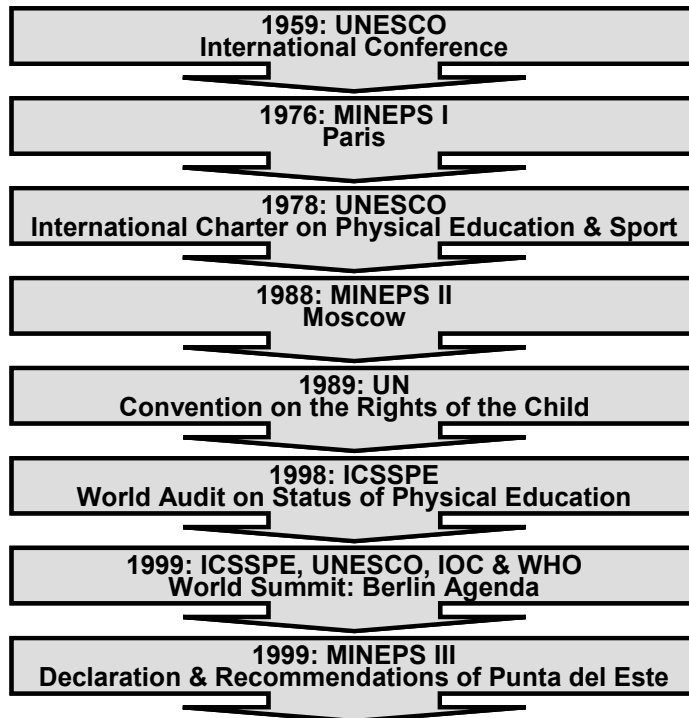 1959: UNESCO
International Conference
1976: MINEPS I
Paris
1978: UNESCO
International Charter on Physical Education & Sport
1988: MINEPS II
Moscow
1989: UN
Convention on the Rights of the Child
1998: ICSSPE
World Audit on Status of Physical Education
1999: ICSSPE, UNESCO, IOC & WHO
World Summit: Berlin Agenda
1999: MINEPS III
Declaration & Recommendations of Punta del Este